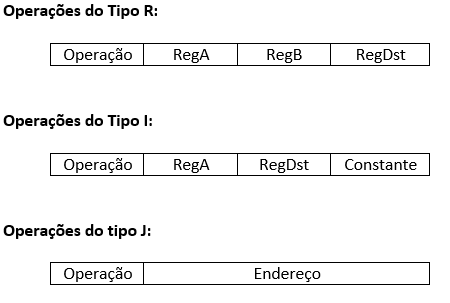 Operações do Tipo R:
Operação RegA RegB RegDst
Operações do Tipo I:
Operação RegA RegDst Constante
Operações do tipo J:
Operação Endereço